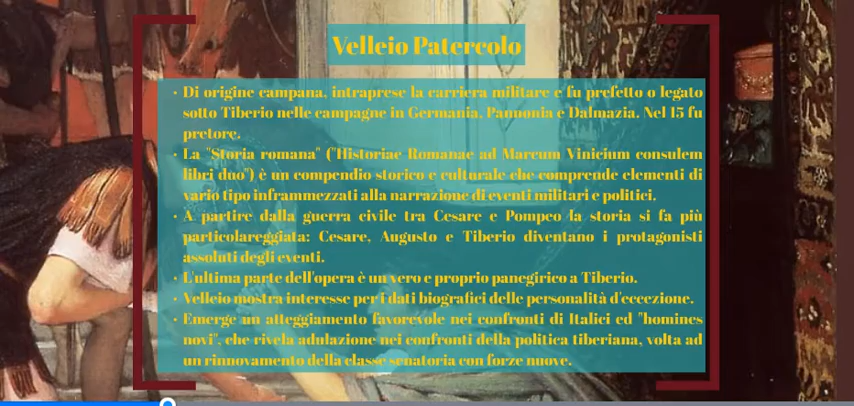 Velleio Patercolo
• Di origine campana, intraprese la carriera militare e fu prefetto o legato
sotto Tiberio nelle campagne in Germania, Pannonia e Dalmazia. Nel 15 fu
pretore.
• La "Storia romana" ("Historiae Romanae ad Marcum Vinicium consulem
libri duo") è un compendio storico e culturale che comprende elementi di
vario tipo inframmezzati alla narrazione di eventi militari e politici.
• A partire dalla guerra civile tra Cesare e Pompeo la storia si fa più
particolareggiata: Cesare, Augusto e Tiberio diventano i protagonisti
assoluti degli eventi.
• L'ultima parte dell'opera è un vero e proprio panegirico a Tiberio.
• Velleio mostra interesse per i dati biografici delle personalità d'eccezione.
• Emerge un atteggiamento favorevole nei confronti di Italici ed "homines
novi", che rivela adulazione nei confronti della politica tiberiana, volta ad
un rinnovamento della classe senatoria con forze nuove.